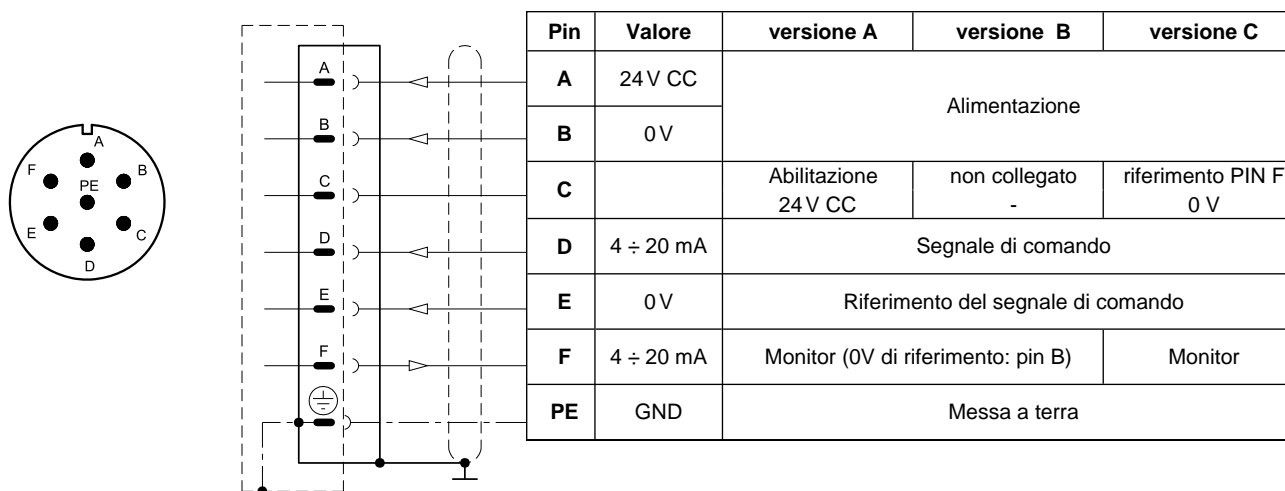 A
F
B
PE
E
C
D
A
B
C
D
E
F
Pin Valore versione A versione B versione C
A 24 V CC Alimentazione
B 0 V
C Abilitazione 24 V CC non collegato - riferimento PIN F 0 V
D 4 ÷ 20 mA Segnale di comando
E 0 V Riferimento del segnale di comando
F 4 ÷ 20 mA Monitor (0V di riferimento: pin B) Monitor
PE GND Messa a terra